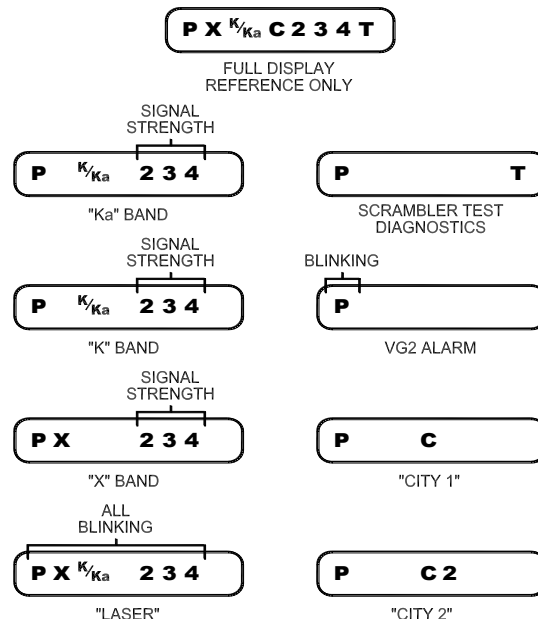 P X K/Ka C 2 3 4 T
FULL DISPLAY
REFERENCE ONLY
SIGNAL
STRENGTH
P K/Ka 2 3 4
"Ka" BAND
P T
SCRAMBLER TEST
DIAGNOSTICS
SIGNAL
STRENGTH
P K/Ka 2 3 4
"K" BAND
BLINKING
P
VG2 ALARM
SIGNAL
STRENGTH
P X 2 3 4
"X" BAND
P C
"CITY 1"
ALL
BLINKING
P X K/Ka 2 3 4
"LASER"
P C 2
"CITY 2"